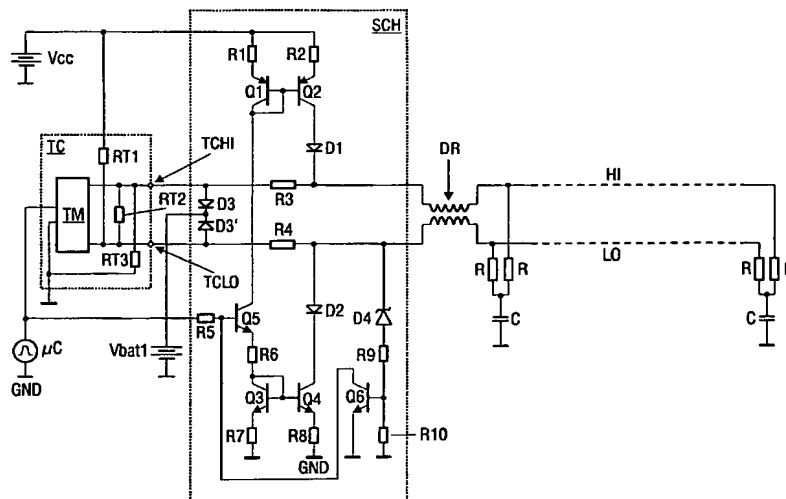 SCH
Vcc
R1
R2
Q1
Q2
TC
TCHI
DR
RT1
D1
HI
TM
D3
R3
RT2
D3'
R4
RT3
LO
TCLO
R
R
R
D2
D4
C
C
Q5
R5
Vbat1
R6
R9
µC
GND
Q3
Q4
Q6
R7
R8
R10
GND